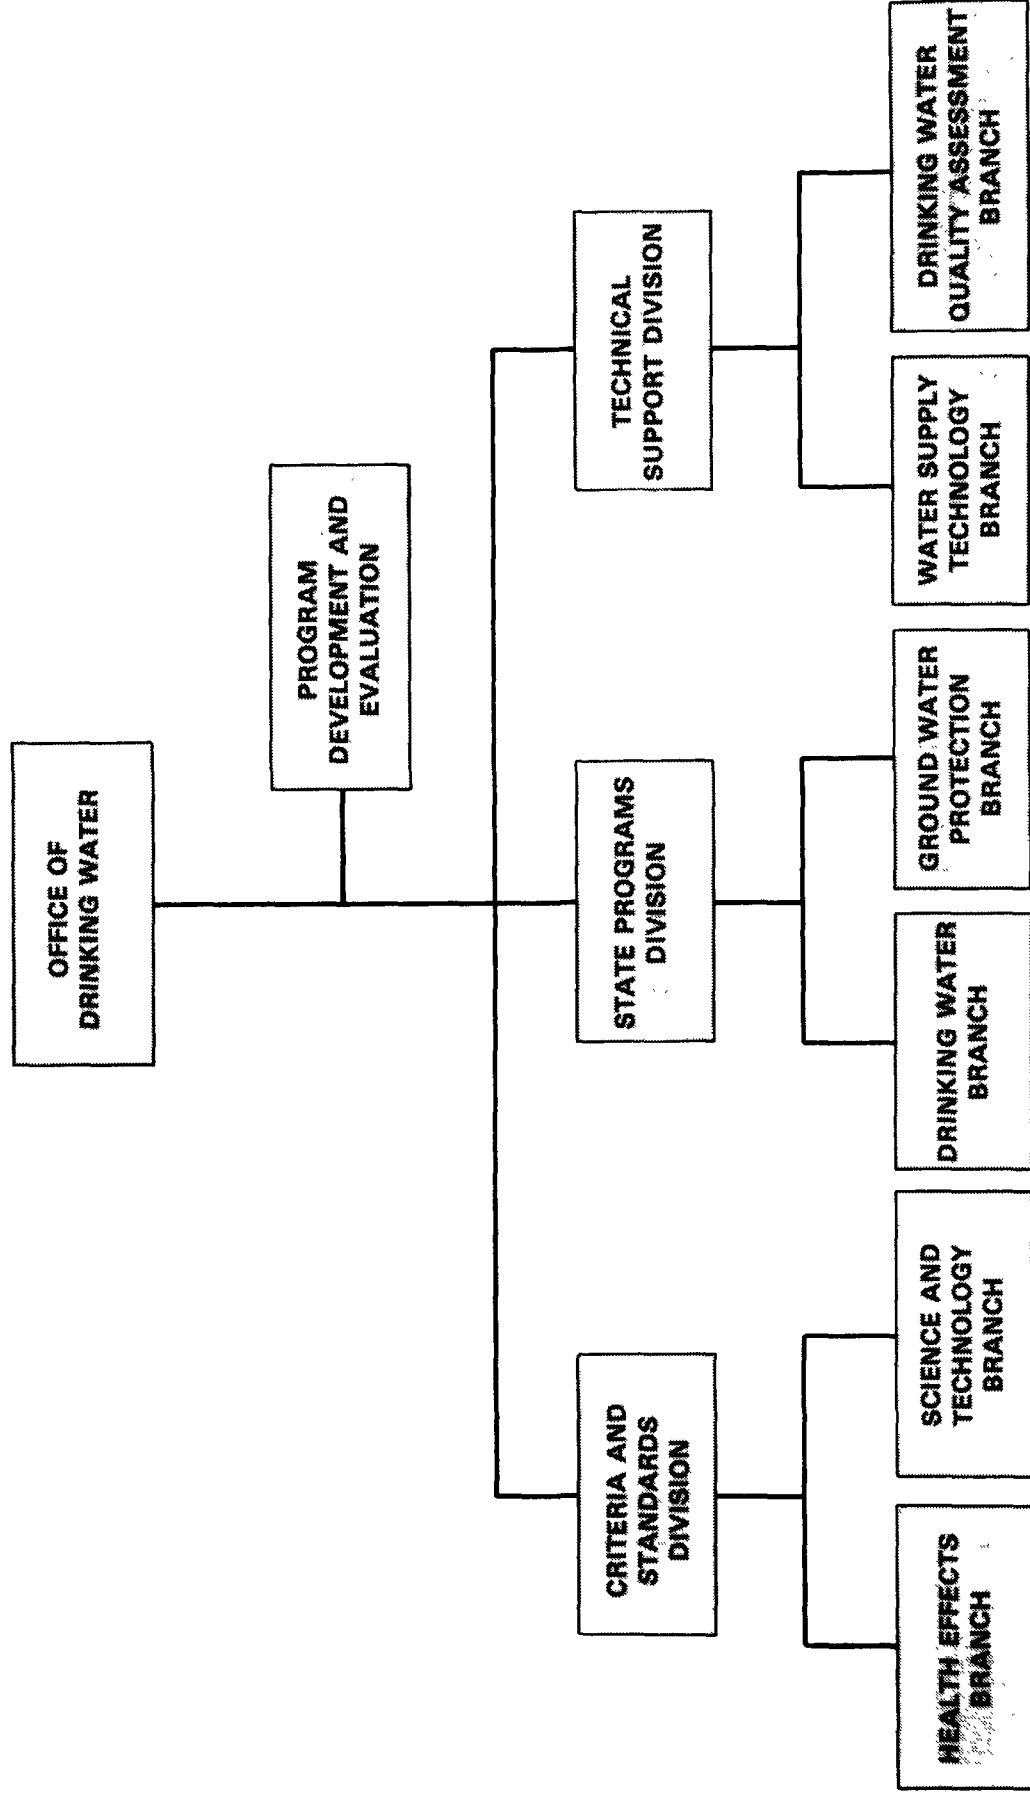 OFFICE OF
DRINKING WATER
PROGRAM
DEVELOPMENT AND
EVALUATION
CRITERIA AND
STANDARDS
DIVISION
STATE PROGRAMS
DIVISION
TECHNICAL
SUPPORT DIVISION
HEALTH EFFECTS
BRANCH
SCIENCE AND
TECHNOLOGY
BRANCH
DRINKING WATER
BRANCH
GROUND WATER
PROTECTION
BRANCH
WATER SUPPLY
TECHNOLOGY
BRANCH
DRINKING WATER
QUALITY ASSESSMENT
BRANCH